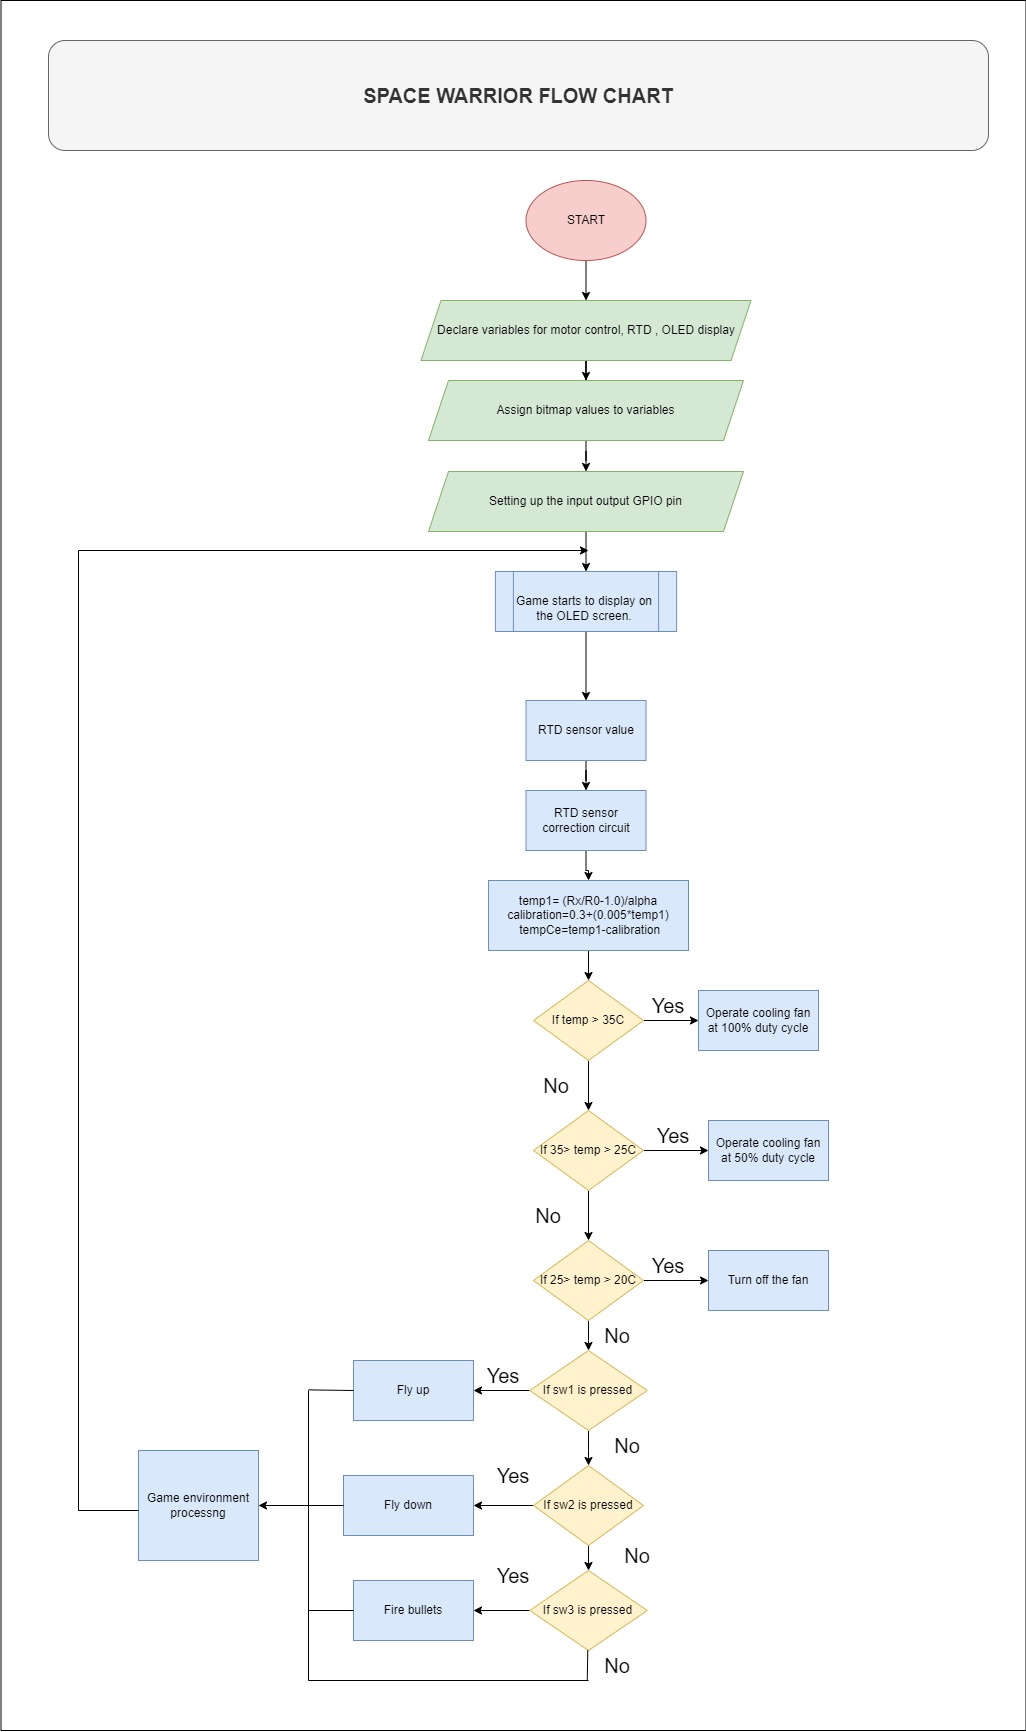 SPACE WARRIOR FLOW CHART
START
Declare variables for motor control, RTD , OLED display
Assign bitmap values to variables
Setting up the input output GPIO pin
Game starts to display on
the OLED screen.
RTD sensor value
RTD sensor
correction circuit
temp1= (Rx/R0-1.0)/alpha
calibration=0.3+(0.005*temp1)
tempCe=temp1-calibration
If temp > 35C
Yes
Operate cooling fan
at 100% duty cycle
No
If 35> temp > 25C
Yes
Operate cooling fan
at 50% duty cycle
No
If 25> temp > 20C
Yes
Turn off the fan
No
If sw1 is pressed
Yes
Fly up
No
If sw2 is pressed
Yes
Fly down
Game environment
processng
No
If sw3 is pressed
Yes
Fire bullets
No